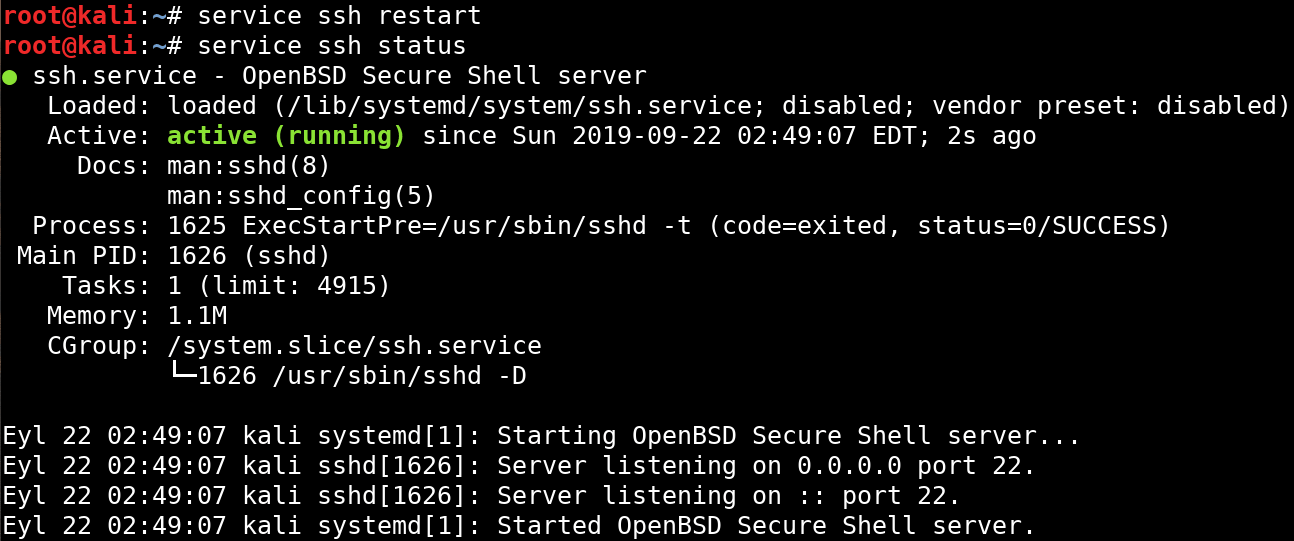 root@kali:~# service ssh restart
root@kali:~# service ssh status
● ssh.service - OpenBSD Secure Shell server
   Loaded: loaded (/lib/systemd/system/ssh.service; disabled; vendor preset: disabled)
   Active: active (running) since Sun 2019-09-22 02:49:07 EDT; 2s ago
     Docs: man:sshd(8)
           man:sshd_config(5)
  Process: 1625 ExecStartPre=/usr/sbin/sshd -t (code=exited, status=0/SUCCESS)
 Main PID: 1626 (sshd)
    Tasks: 1 (limit: 4915)
   Memory: 1.1M
   CGroup: /system.slice/ssh.service
           └─1626 /usr/sbin/sshd -D

Eyl 22 02:49:07 kali systemd[1]: Starting OpenBSD Secure Shell server...
Eyl 22 02:49:07 kali sshd[1626]: Server listening on 0.0.0.0 port 22.
Eyl 22 02:49:07 kali sshd[1626]: Server listening on :: port 22.
Eyl 22 02:49:07 kali systemd[1]: Started OpenBSD Secure Shell server.